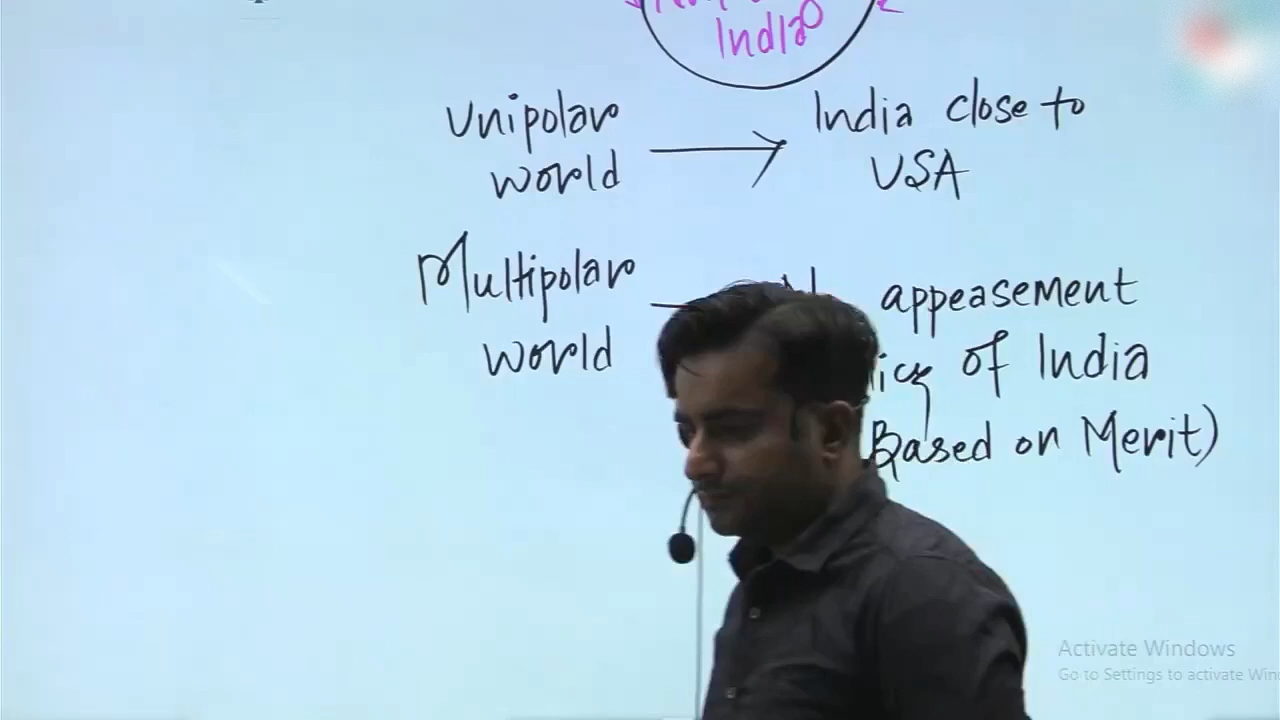 India
Unipolar
world
India close to
USA
Multipolar
world
appeasement
of India
Based on Merit)
Activate Windows
Go to Settings to activate Win